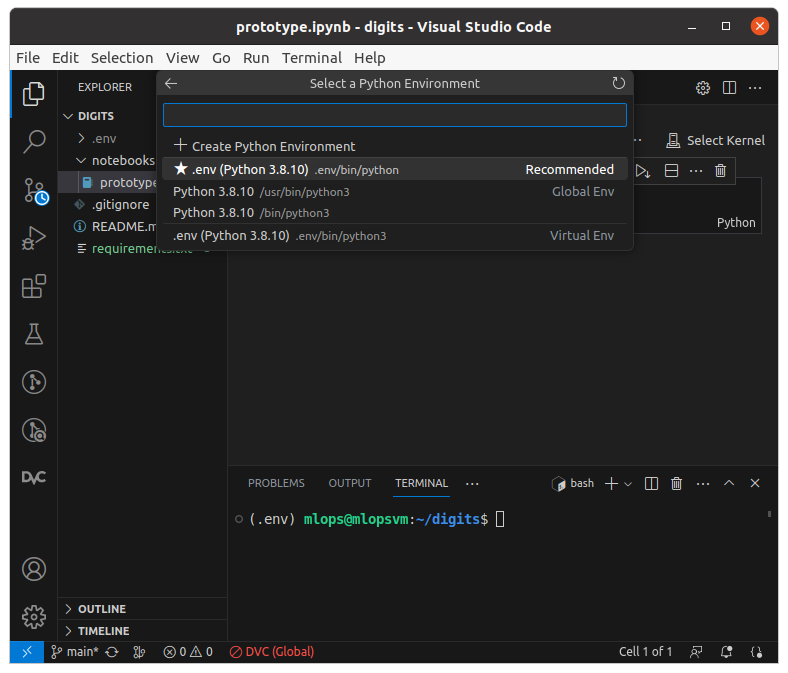 prototype.ipynb - digits - Visual Studio Code
File Edit Selection View Go Run Terminal Help
EXPLORER
Select a Python Environment
DIGITS
.env
Create Python Environment
Select Kernel
notebooks
.env (Python 3.8.10) .env/bin/python Recommended
prototype
Python 3.8.10 /usr/bin/python3 Global Env
.gitignore
Python 3.8.10 /bin/python3
Python
README.m
.env (Python 3.8.10) .env/bin/python3 Virtual Env
requirements.txt
PROBLEMS OUTPUT TERMINAL ··· bash
DVC
(.env) mlops@mlopsvm:~/digits$
OUTLINE
TIMELINE
main* 0 0 DVC (Global) Cell 1 of 1